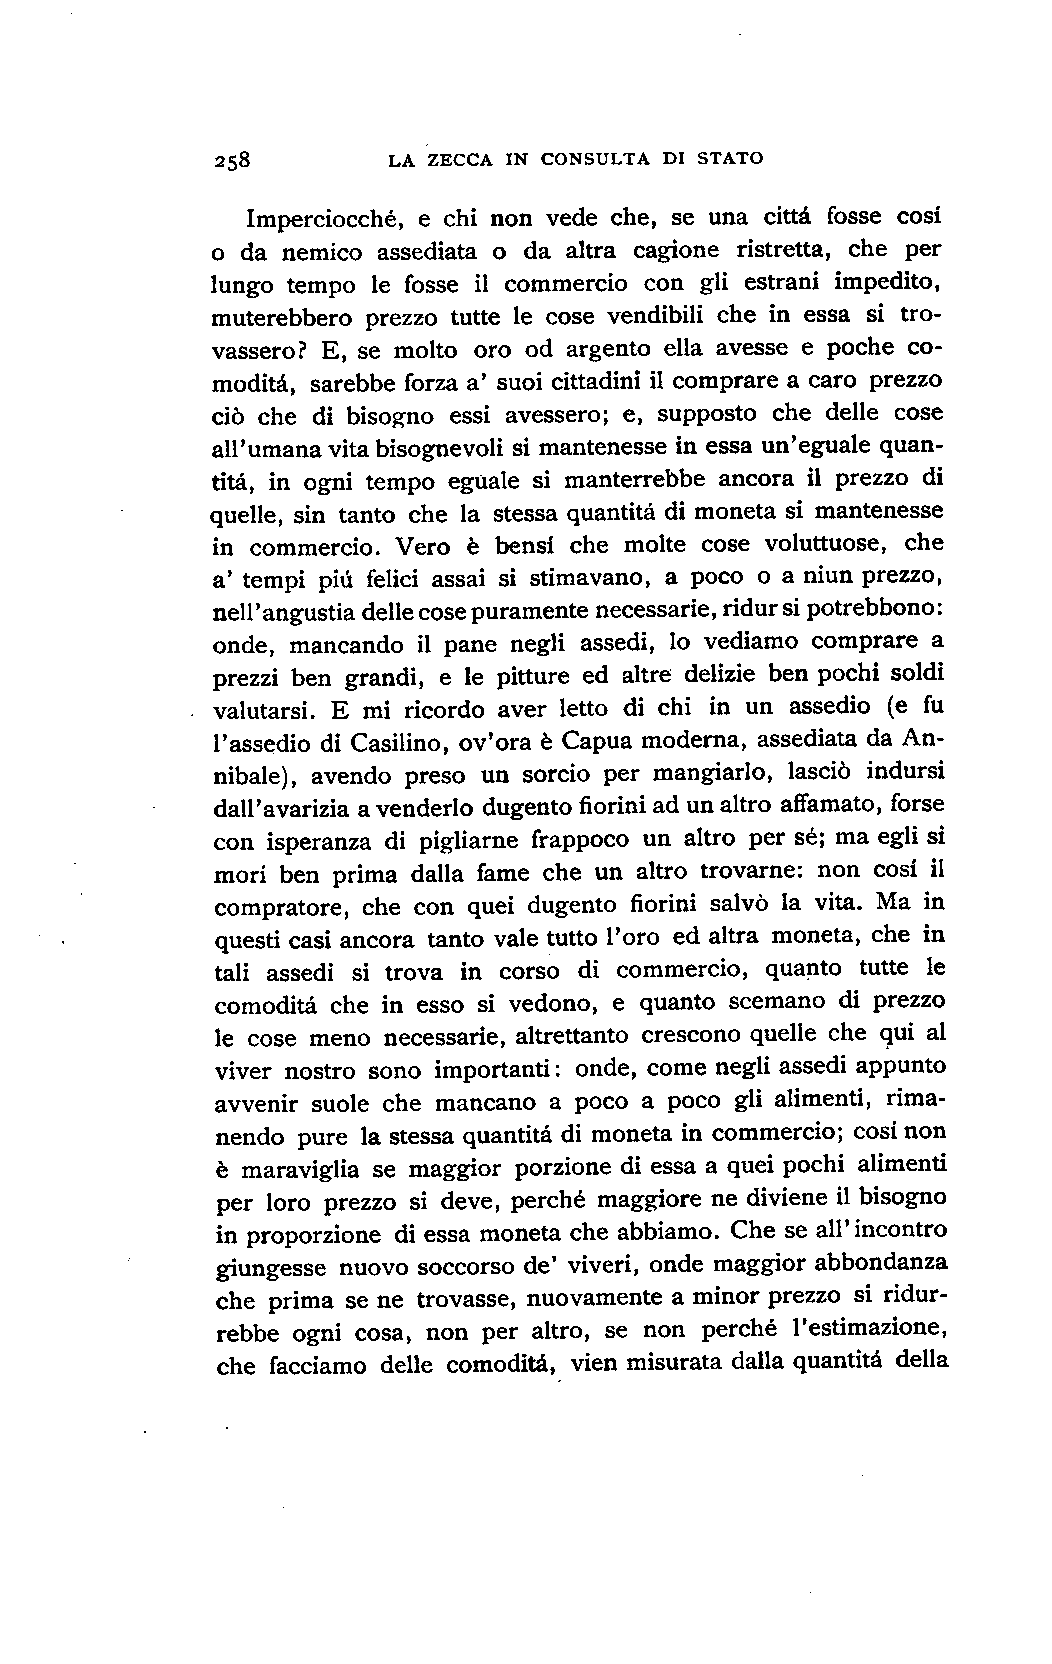 258 LA ZECCA IN CONSULTA DI STATO
Imperciocché, e chi non vede che, se una cittá fosse cosí
o da nemico assediata o da altra cagione ristretta, che per
lungo tempo le fosse il commercio con gli estrani impedito,
muterebbero prezzo tutte le cose vendibili che in essa si tro-
vassero? E, se molto oro od argento ella avesse e poche co-
moditá, sarebbe forza a' suoi cittadini il comprare a caro prezzo
ciò che di bisogno essi avessero; e, supposto che delle cose
all'umana vita bisognevoli si mantenesse in essa un'eguale quan-
titá, in ogni tempo eguale si manterrebbe ancora il prezzo di
quelle, sin tanto che la stessa quantitá di moneta si mantenesse
in commercio. Vero è bensí che molte cose voluttuose, che
a' tempi piú felici assai si stimavano, a poco o a niun prezzo,
nell'angustia delle cose puramente necessarie, ridur si potrebbono:
onde, mancando il pane negli assedi, lo vediamo comprare a
prezzi ben grandi, e le pitture ed altre delizie ben pochi soldi
valutarsi. E mi ricordo aver letto di chi in un assedio (e fu
l'assedio di Casilino, ov'ora è Capua moderna, assediata da An-
nibale), avendo preso un sorcio per mangiarlo, lasciò indursi
dall'avarizia a venderlo dugento fiorini ad un altro affamato, forse
con isperanza di pigliarne frappoco un altro per sé; ma egli si
morí ben prima dalla fame che un altro trovarne: non cosí il
compratore, che con quei dugento fiorini salvò la vita. Ma in
questi casi ancora tanto vale tutto l'oro ed altra moneta, che in
tali assedi si trova in corso di commercio, quanto tutte le
comoditá che in esso si vedono, e quanto scemano di prezzo
le cose meno necessarie, altrettanto crescono quelle che qui al
viver nostro sono importanti: onde, come negli assedi appunto
avvenir suole che mancano a poco a poco gli alimenti, rima-
nendo pure la stessa quantitá di moneta in commercio; cosí non
è maraviglia se maggior porzione di essa a quei pochi alimenti
per loro prezzo si deve, perché maggiore ne diviene il bisogno
in proporzione di essa moneta che abbiamo. Che se all'incontro
giungesse nuovo soccorso de' viveri, onde maggior abbondanza
che prima se ne trovasse, nuovamente a minor prezzo si ridur-
rebbe ogni cosa, non per altro, se non perché l'estimazione,
che facciamo delle comoditá, vien misurata dalla quantitá della